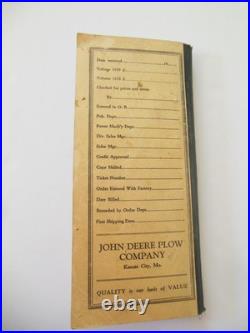 Date received 19
Voltage
Volume
Checked for prices and terms
By
Entered in O. B.
Pub. Dept.
Power Mach'y Dept.
Div. Sales Mgr.
Sales Mgr.
Credit Approved
Copy Mailed
Ticket Number
Order Entered With Factory
Date Billed
Recorded by Order Dept.
First Shipping Date
JOHN DEERE PLOW
COMPANY
Kansas City, Mo.
QUALITY is our basis of VALUE